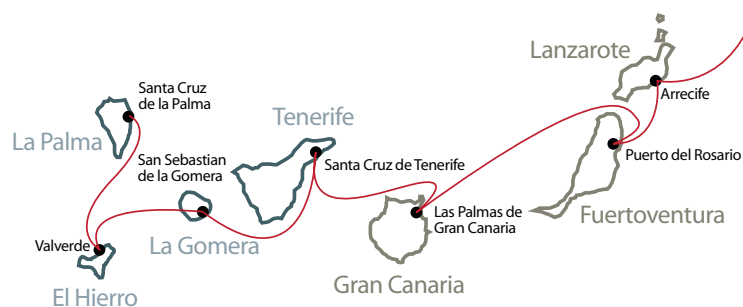 Lanzarote
Arrecife
Santa Cruz
de la Palma
La Palma
Tenerife
San Sebastian
de la Gomera
Santa Cruz de Tenerife
Puerto del Rosario
Las Palmas de
Gran Canaria
Fuertoventura
Valverde
La Gomera
Gran Canaria
El Hierro